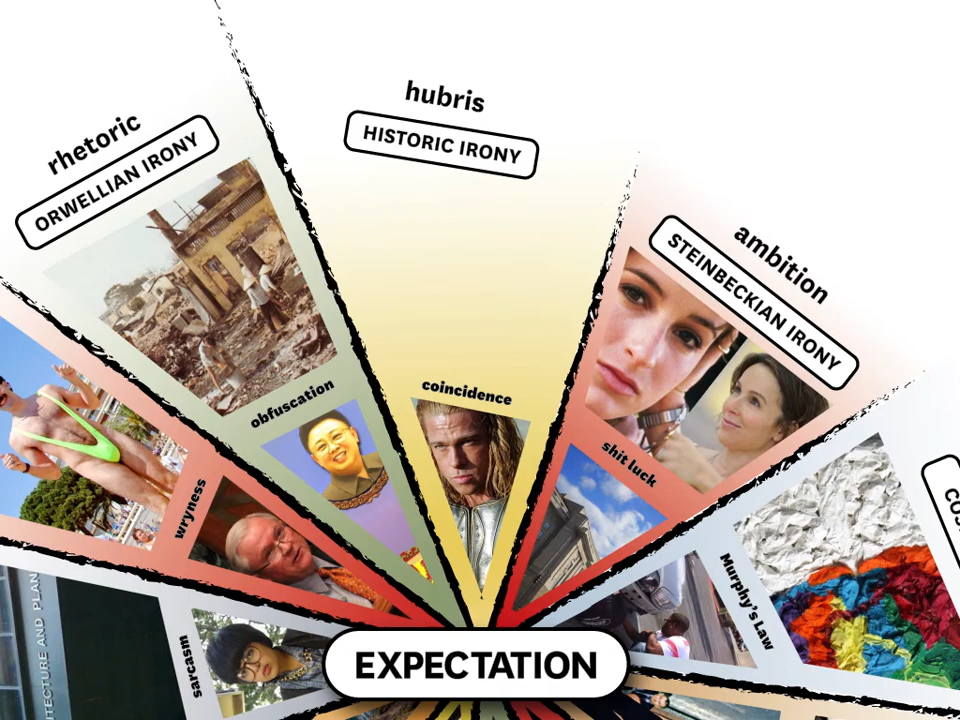 rhetoric
ORWELLIAN IRONY
hubris
HISTORIC IRONY
ambition
STEINBECKIAN IRONY
obfuscation
coincidence
shit luck
wryness
Murphy's Law
sarcasm
EXPECTATION